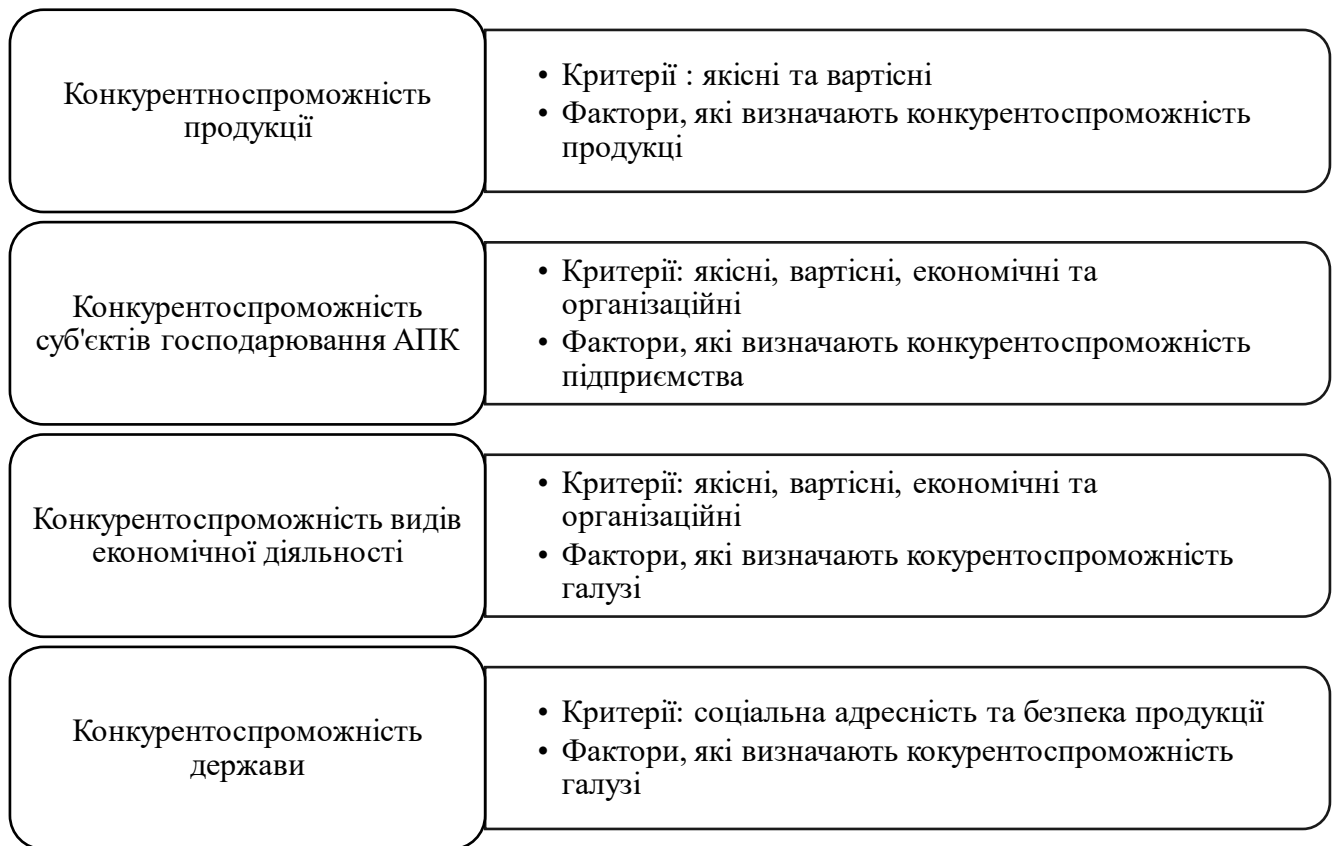 Конкурентноспроможність
продукції
• Критерії : якісні та вартісні
• Фактори, які визначають конкурентоспроможність
продукці
Конкурентоспроможність
суб'єктів господарювання АПК
• Критерії: якісні, вартісні, економічні та
організаційні
• Фактори, які визначають конкурентоспроможність
підприємства
Конкурентоспроможність видів
економічної діяльності
• Критерії: якісні, вартісні, економічні та
організаційні
• Фактори, які визначають кокурентоспроможність
галузі
Конкурентоспроможність
держави
• Критерії: соціальна адресність та безпека продукції
• Фактори, які визначають кокурентоспроможність
галузі